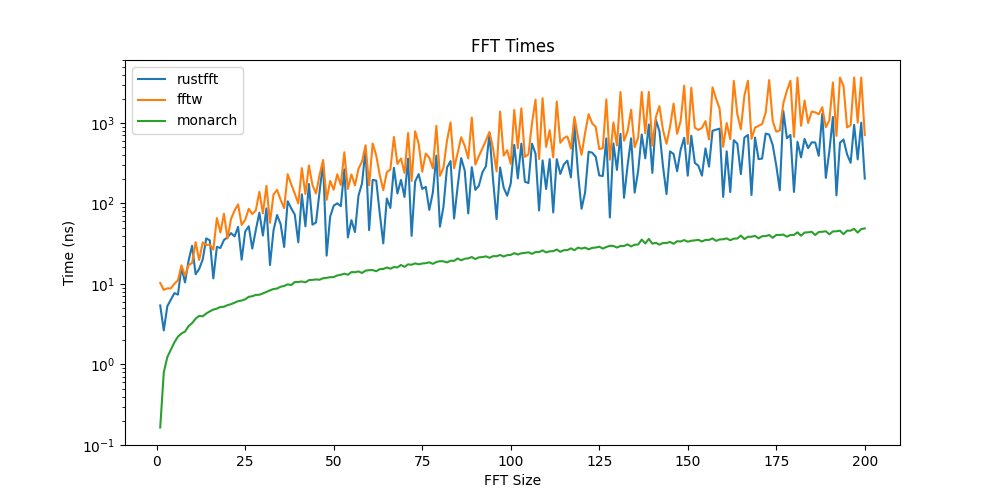 FFT Times
rustfft
fftw
monarch
Time (ns)
10³
10²
10¹
10⁰
10⁻¹
0 25 50 75 100 125 150 175 200
FFT Size